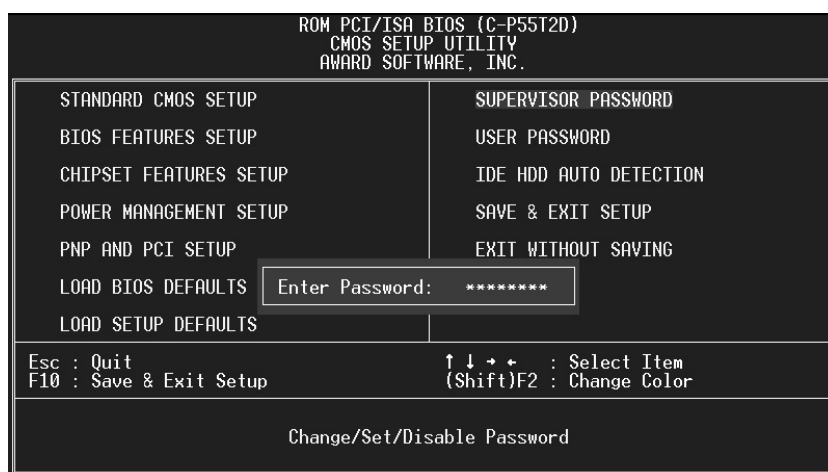 ROM PCI/ISA BIOS (C-P55T2D)
CMOS SETUP UTILITY
AWARD SOFTWARE, INC.
STANDARD CMOS SETUP
BIOS FEATURES SETUP
CHIPSET FEATURES SETUP
POWER MANAGEMENT SETUP
PNP AND PCI SETUP
LOAD BIOS DEFAULTS
LOAD SETUP DEFAULTS
SUPERVISOR PASSWORD
USER PASSWORD
IDE HDD AUTO DETECTION
SAVE & EXIT SETUP
EXIT WITHOUT SAVING
Enter Password: ********
Esc : Quit
F10 : Save & Exit Setup
↑ ↓ → ← : Select Item
(Shift)F2 : Change Color
Change/Set/Disable Password